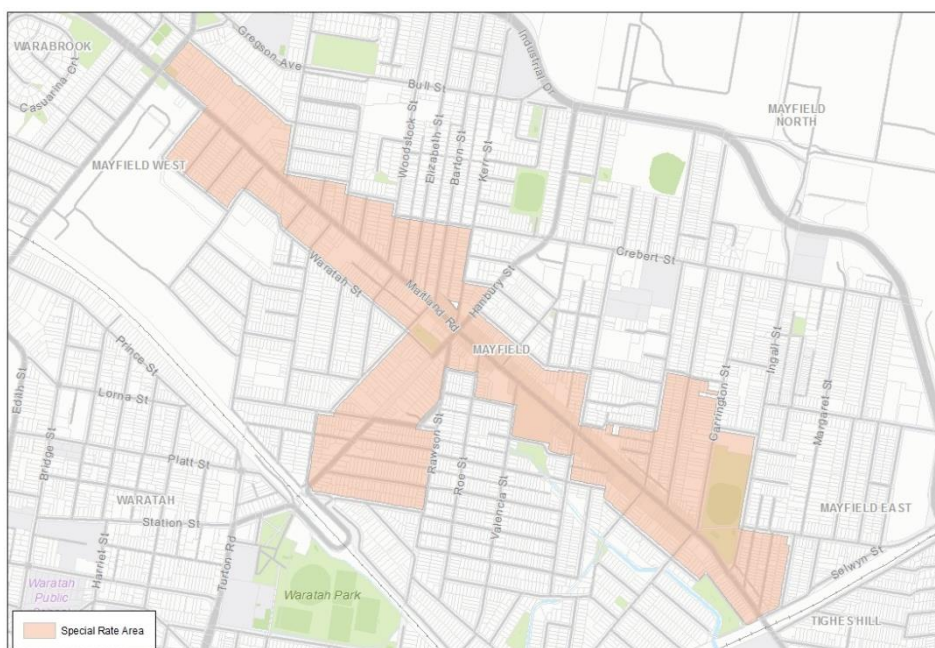 WARABROOK
Gregson Ave
Casuarina Crt
Bull St
Industrial Dr
MAYFIELD
NORTH
MAYFIELD WEST
Woodstock St
Elizabeth St
Barton St
Kerr St
Crebert St
Waratah St
Maitland Rd
Hanbury St
MAYFIELD
Prince St
Ingall St
Carrington St
Margaret St
Edith St
Lorna St
Bridge St
Platt St
Rawson St
Roe St
Valencia St
WARATAH
Station St
MAYFIELD EAST
Harriet St
Turton Rd
Selwyn St
Waratah
Public
Waratah Park
TIGHES HILL
Special Rate Area